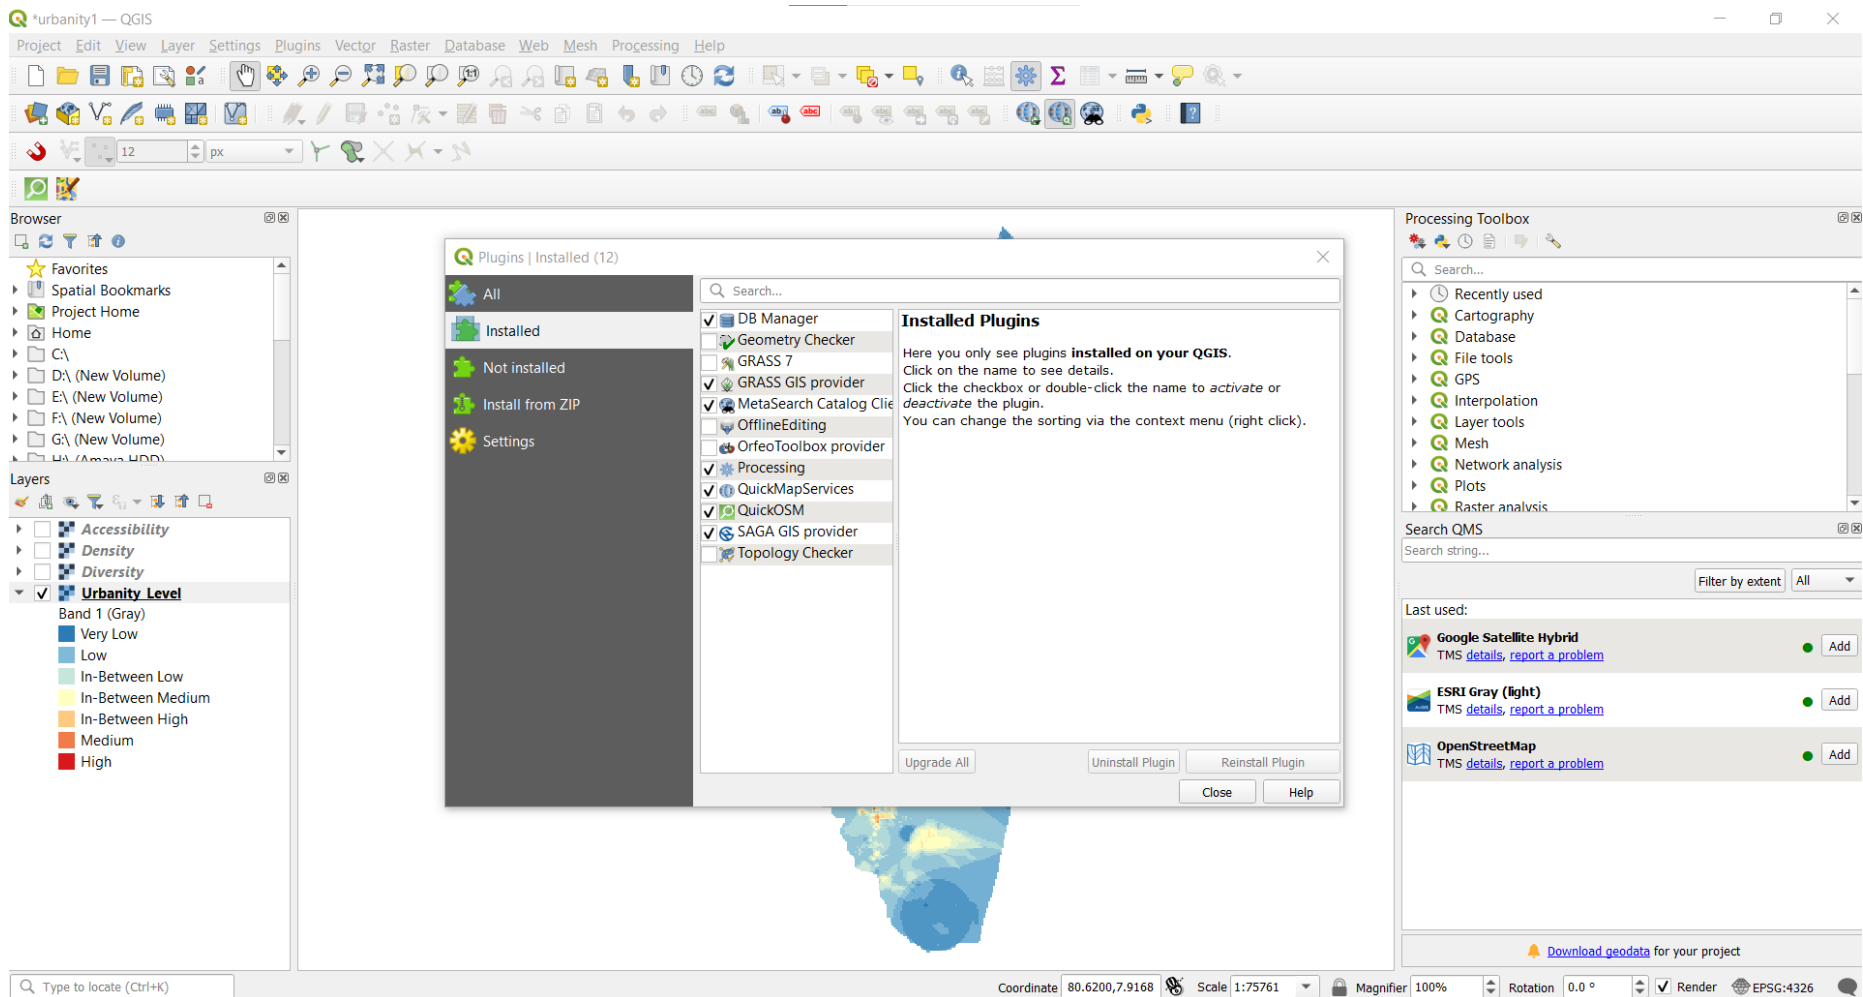 *urbanity1 — QGIS
Project Edit View Layer Settings Plugins Vector Raster Database Web Mesh Processing Help
12 px
Browser
Favorites
Spatial Bookmarks
Project Home
Home
C:\
D:\ (New Volume)
E:\ (New Volume)
F:\ (New Volume)
G:\ (New Volume)
H:\ (Amaya HDD)
Layers
Accessibility
Density
Diversity
Urbanity Level
Band 1 (Gray)
Very Low
Low
In-Between Low
In-Between Medium
In-Between High
Medium
High
Plugins | Installed (12)
All
Installed
Not installed
Install from ZIP
Settings
Search...
DB Manager
Geometry Checker
GRASS 7
GRASS GIS provider
MetaSearch Catalog Clie
OfflineEditing
OrfeoToolbox provider
Processing
QuickMapServices
QuickOSM
SAGA GIS provider
Topology Checker
Installed Plugins
Here you only see plugins installed on your QGIS.
Click on the name to see details.
Click the checkbox or double-click the name to activate or
deactivate the plugin.
You can change the sorting via the context menu (right click).
Upgrade All Uninstall Plugin Reinstall Plugin
Close Help
Processing Toolbox
Search...
Recently used
Cartography
Database
File tools
GPS
Interpolation
Layer tools
Mesh
Network analysis
Plots
Raster analysis
Search QMS
Search string...
Filter by extent All
Last used:
Google Satellite Hybrid
TMS details, report a problem
Add
ESRI Gray (light)
TMS details, report a problem
Add
OpenStreetMap
TMS details, report a problem
Add
Download geodata for your project
Type to locate (Ctrl+K) Coordinate 80.6200,7.9168 Scale 1:75761 Magnifier 100% Rotation 0.0 ° Render EPSG:4326